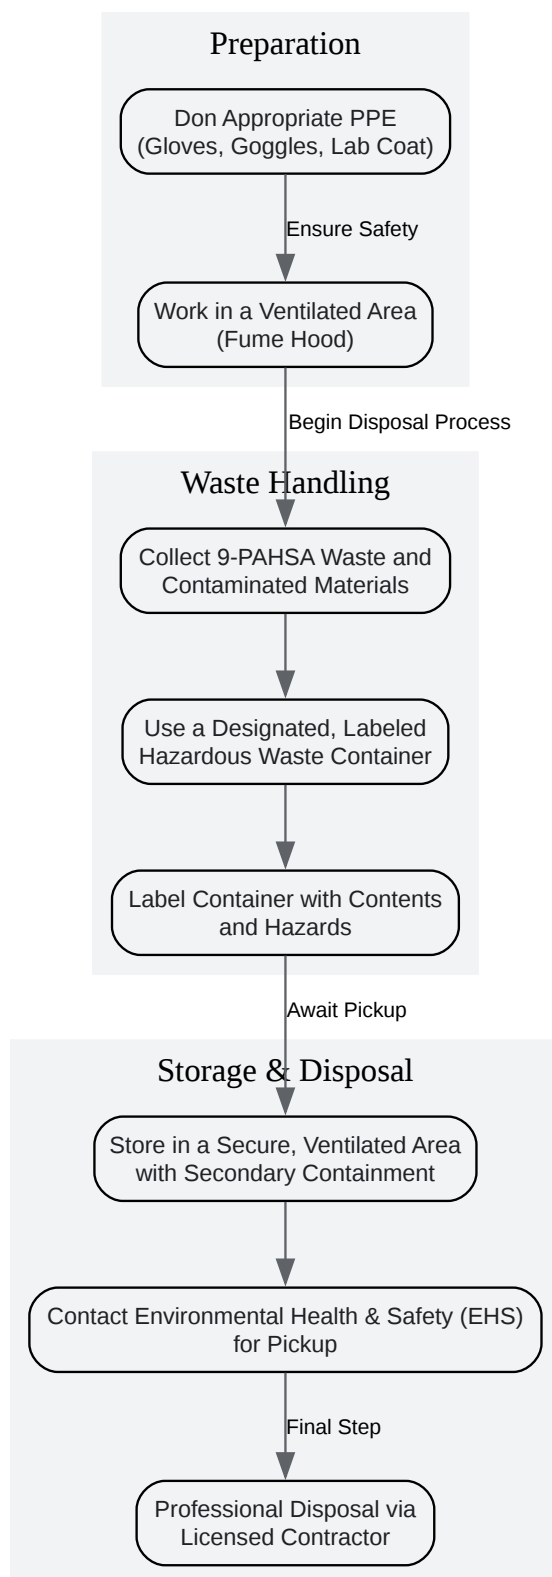 Preparation
Don Appropriate PPE
(Gloves, Goggles, Lab Coat)
Ensure Safety
Work in a Ventilated Area
(Fume Hood)
Begin Disposal Process
Waste Handling
Collect 9-PAHSA Waste and
Contaminated Materials
Use a Designated, Labeled
Hazardous Waste Container
Label Container with Contents
and Hazards
Await Pickup
Storage & Disposal
Store in a Secure, Ventilated Area
with Secondary Containment
Contact Environmental Health & Safety (EHS)
for Pickup
Final Step
Professional Disposal via
Licensed Contractor